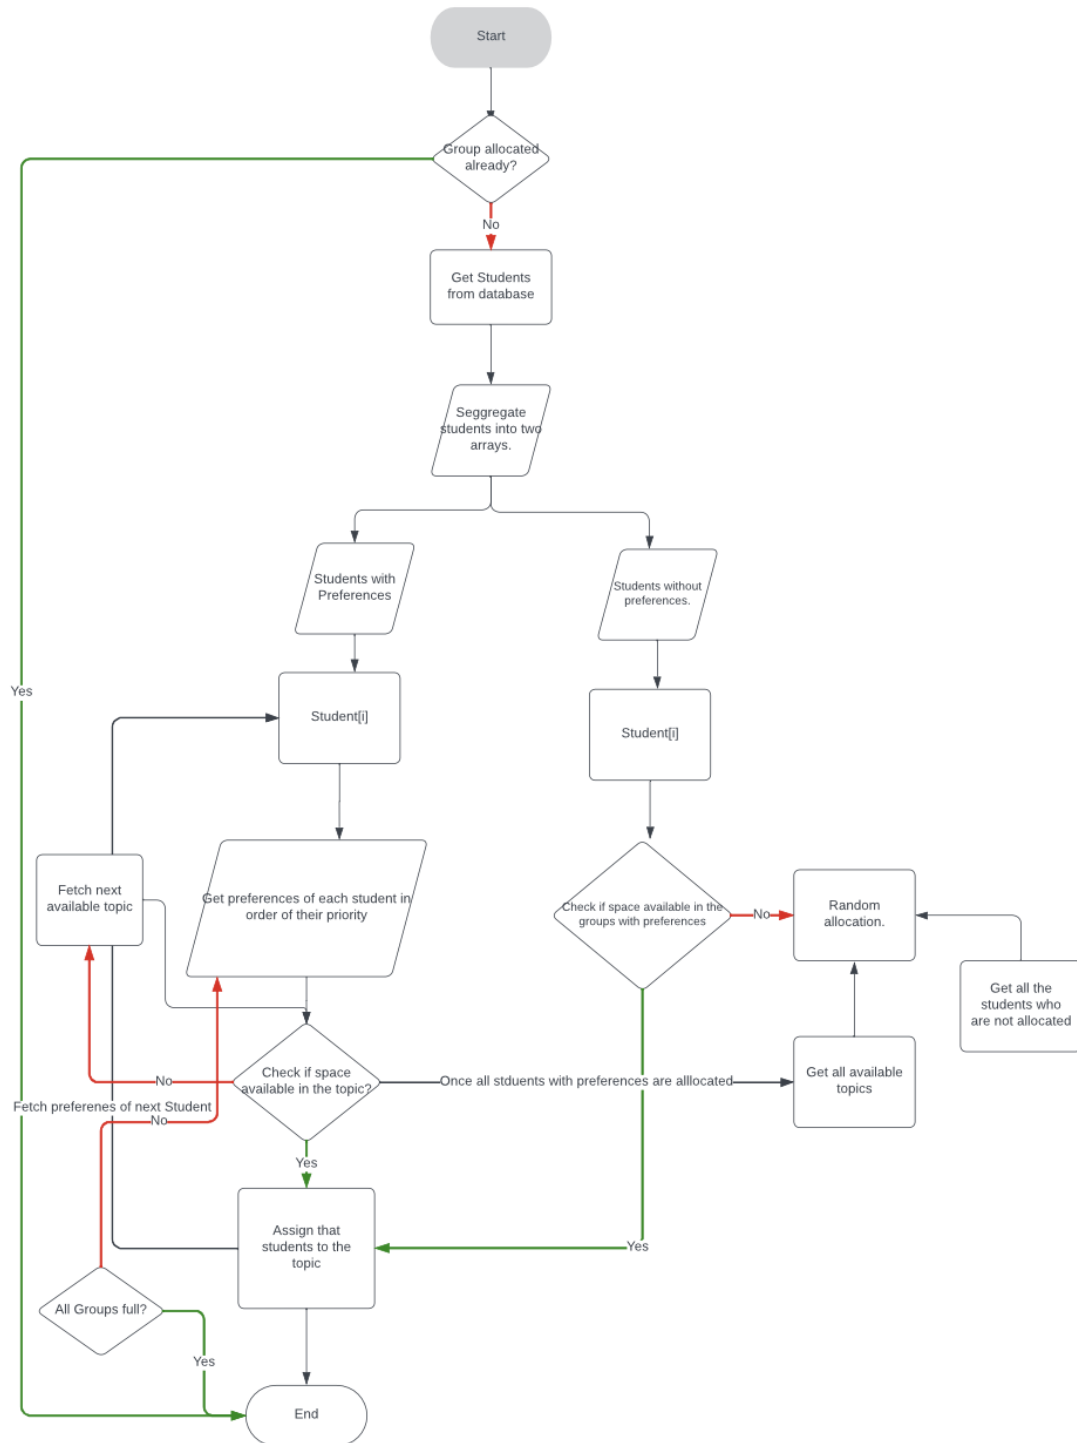 Start
Group allocated
already?
No
Get Students
from database
Seggregate
students into two
arrays.
Students with
Preferences
Students without
preferences.
Yes
Student[i]
Student[i]
Fetch next
available topic
Get preferences of each student in
order of their priority
Check if space available in the
groups with preferences
No
Random
allocation.
Get all the
students who
are not allocated
Check if space
available in the topic?
No
Once all stduents with preferences are alllocated
Get all available
topics
Fetch preferenes of next Student
No
Yes
Assign that
students to the
topic
Yes
All Groups full?
Yes
End